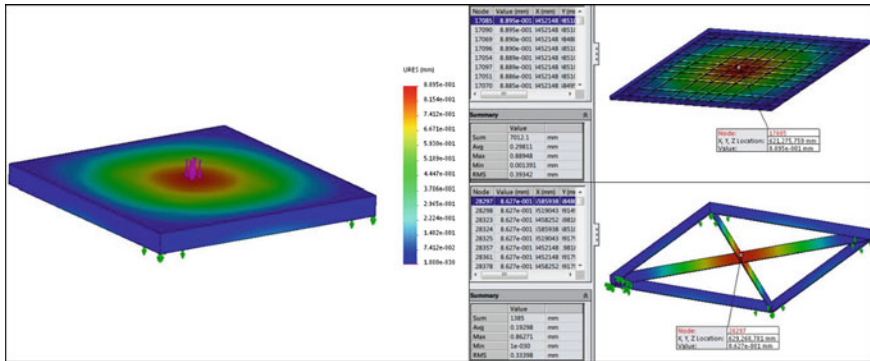 URES (mm)
8.895e-001
8.154e-001
7.412e-001
6.671e-001
5.930e-001
5.189e-001
4.447e-001
3.706e-001
2.965e-001
2.224e-001
1.482e-001
7.412e-002
1.000e-030
Node Value (mm) X (mm) Y (mm
17085 8.895e-001
17090 8.895e-001
17069 8.890e-001
17096 8.890e-001
17054 8.889e-001
17097 8.889e-001
17051 8.886e-001
17070 8.885e-001
Summary
Value
Sum 7012.1 mm
Avg 0.29811 mm
Max 0.88948 mm
Min 0.001391 mm
RMS 0.39342 mm
Node: 17085
X, Y, Z Location: 621,275,759 mm
Value: 8.895e-001 mm
Node Value (mm) X (mm) Y (mm
28297 8.627e-001
28298 8.627e-001
28323 8.627e-001
28324 8.627e-001
28325 8.627e-001
28357 8.627e-001
28361 8.627e-001
28378 8.627e-001
Summary
Value
Sum 1385 mm
Avg 0.19298 mm
Max 0.86271 mm
Min 1e-030 mm
RMS 0.33398 mm
Node: 28297
X, Y, Z Location: 629,268,781 mm
Value: 8.627e-001 mm